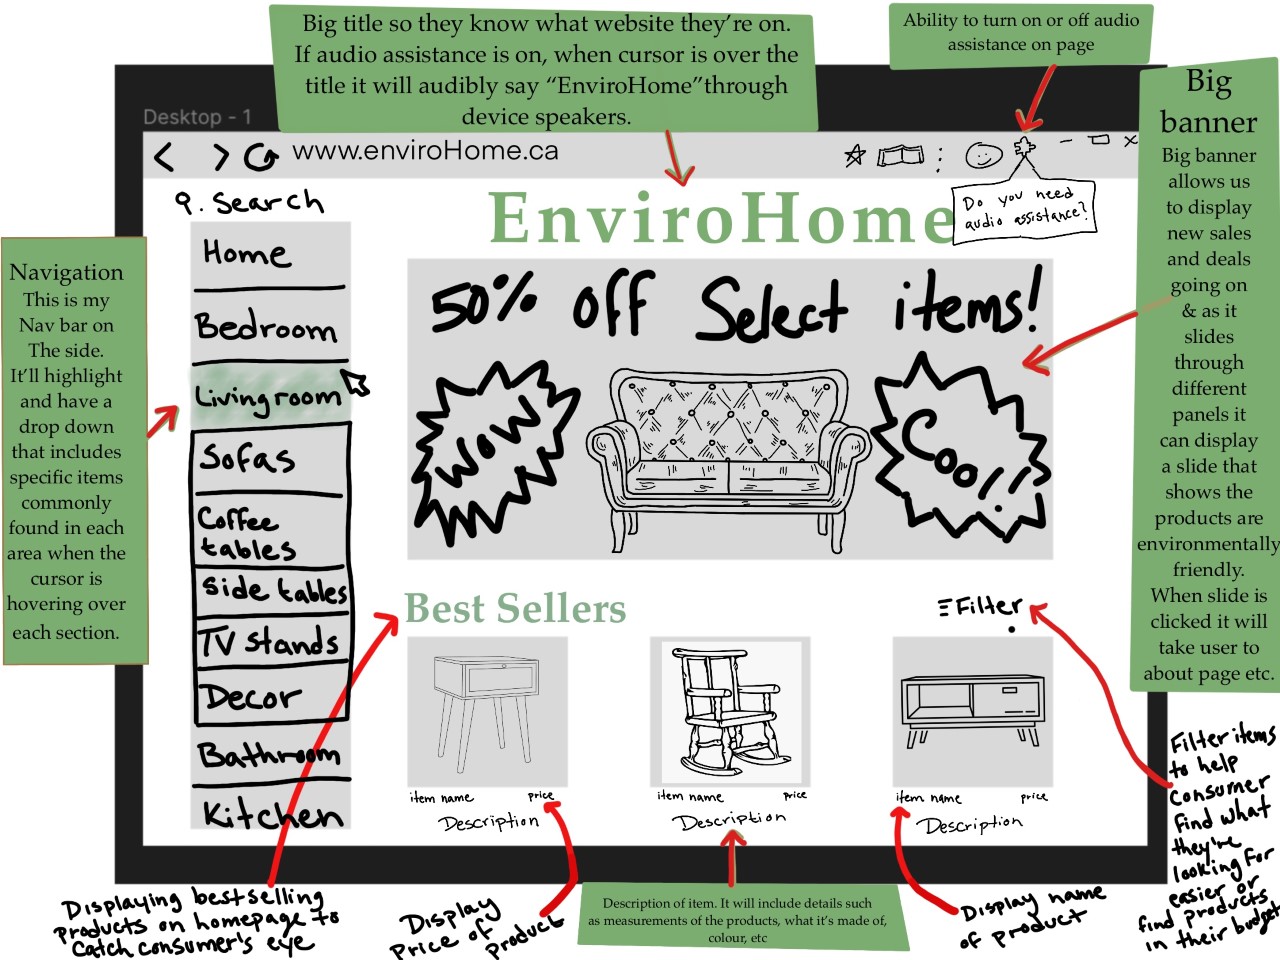 Big title so they know what website they're on.
If audio assistance is on, when cursor is over the
title it will audibly say “EnviroHome”through
device speakers.
Ability to turn on or off audio
assistance on page
Desktop - 1
www.enviroHome.ca
Search
EnviroHome
Do you need
audio assistance?
Big
banner
Big banner
allows us
to display
new sales
and deals
going on
& as it
slides
through
different
panels it
can display
a slide that
shows the
products are
environmentally
friendly.
When slide is
clicked it will
take user to
about page etc.
Navigation
This is my
Nav bar on
The side.
It'll highlight
and have a
drop down
that includes
specific items
commonly
found in each
area when the
cursor is
hovering over
each section.
Home
Bedroom
Livingroom
Sofas
Coffee
tables
Side tables
TV stands
Decor
Bathroom
Kitchen
50% off Select items!
WOW
Cool!
Best Sellers
Filter
item name price
Description
item name price
Description
item name price
Description
Displaying best selling
products on homepage to
Catch consumer's eye
Display
Price of
product
Description of item. It will include details such
as measurements of the products, what it's made of,
colour, etc
Display name
of product
Filter items
to help
Consumer
find what
they're
looking for
easier or
find products
in their budget